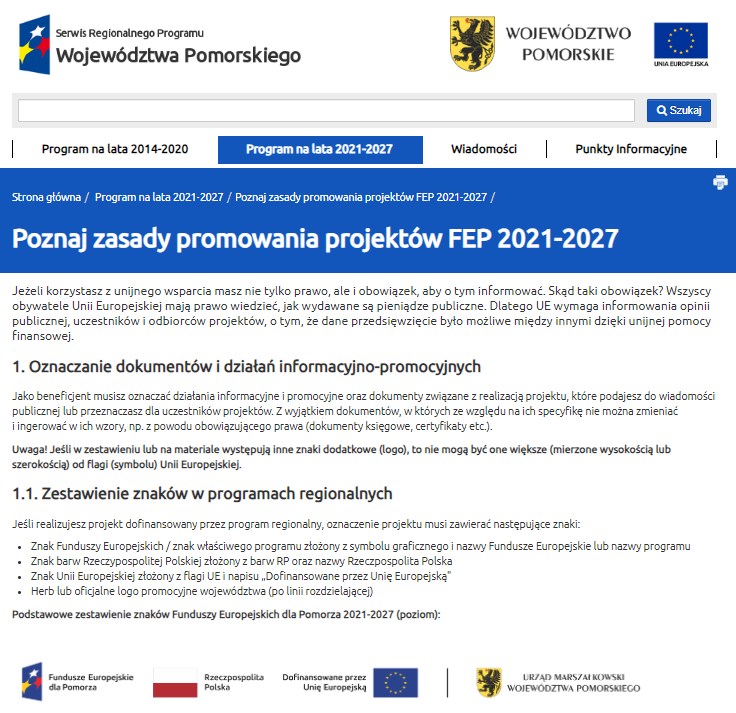 Serwis Regionalnego Programu
Województwa Pomorskiego
WOJEWÓDZTWO
POMORSKIE
UNIA EUROPEJSKA
Szukaj
Program na lata 2014-2020
Program na lata 2021-2027
Wiadomości
Punkty Informacyjne
Strona główna / Program na lata 2021-2027 / Poznaj zasady promowania projektów FEP 2021-2027 /
Poznaj zasady promowania projektów FEP 2021-2027
Jeżeli korzystasz z unijnego wsparcia masz nie tylko prawo, ale i obowiązek, aby o tym informować. Skąd taki obowiązek? Wszyscy
obywatele Unii Europejskiej mają prawo wiedzieć, jak wydawane są pieniądze publiczne. Dlatego UE wymaga informowania opinii
publicznej, uczestników i odbiorców projektów, o tym, że dane przedsięwzięcie było możliwe między innymi dzięki unijnej pomocy
finansowej.
1. Oznaczanie dokumentów i działań informacyjno-promocyjnych
Jako beneficjent musisz oznaczać działania informacyjne i promocyjne oraz dokumenty związane z realizacją projektu, które podajesz do wiadomości
publicznej lub przeznaczasz dla uczestników projektów. Z wyjątkiem dokumentów, w których ze względu na ich specyfikę nie można zmieniać
i ingerować w ich wzory, np. z powodu obowiązującego prawa (dokumenty księgowe, certyfikaty etc.).
Uwaga! Jeśli w zestawieniu lub na materiale występują inne znaki dodatkowe (logo), to nie mogą być one większe (mierzone wysokością lub
szerokością) od flagi (symbolu) Unii Europejskiej.
1.1. Zestawienie znaków w programach regionalnych
Jeśli realizujesz projekt dofinansowany przez program regionalny, oznaczenie projektu musi zawierać następujące znaki:
• Znak Funduszy Europejskich / znak właściwego programu złożony z symbolu graficznego i nazwy Fundusze Europejskie lub nazwy programu
• Znak barw Rzeczypospolitej Polskiej złożony z barw RP oraz nazwy Rzeczpospolita Polska
• Znak Unii Europejskiej złożony z flagi UE i napisu „Dofinansowane przez Unię Europejską"
• Herb lub oficjalne logo promocyjne województwa (po linii rozdzielającej)
Podstawowe zestawienie znaków Funduszy Europejskich dla Pomorza 2021-2027 (poziom):
Fundusze Europejskie
dla Pomorza
Rzeczpospolita
Polska
Dofinansowane przez
Unię Europejską
URZĄD MARSZAŁKOWSKI
WOJEWÓDZTWA POMORSKIEGO